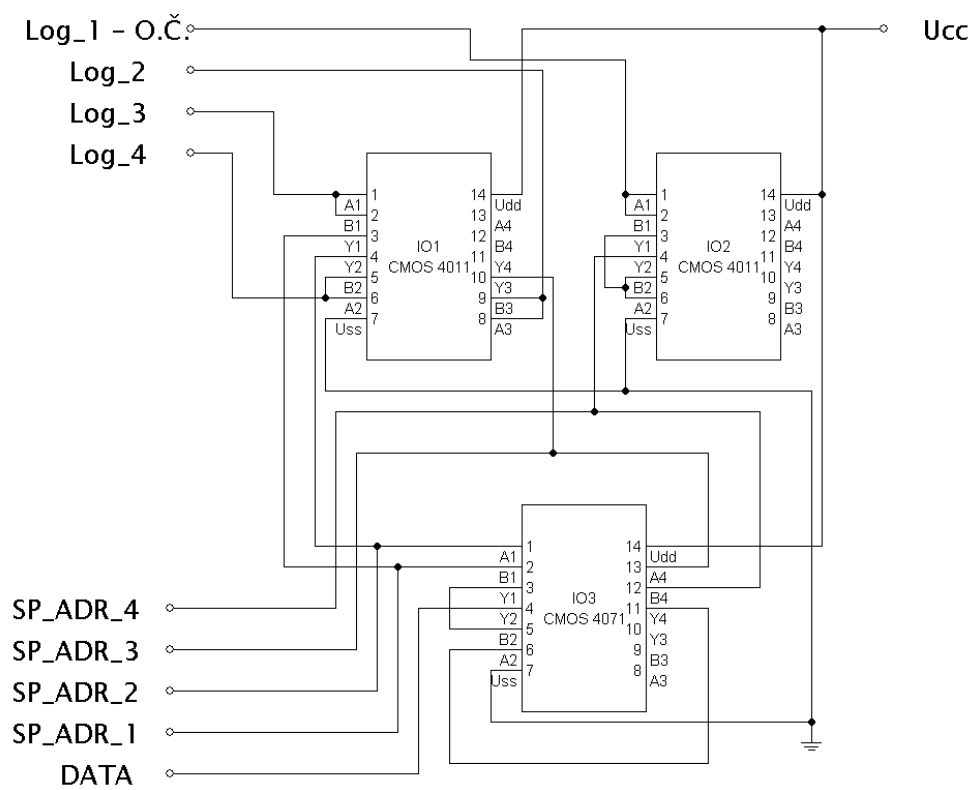 Log_1 – O.Č.
Ucc
Log_2
Log_3
Log_4
1
A1
2
B1
3
Y1
4
Y2
5
B2
6
A2
7
Uss
IO1
CMOS 4011
14
Udd
13
A4
12
B4
11
Y4
10
Y3
9
B3
8
A3
1
A1
2
B1
3
Y1
4
Y2
5
B2
6
A2
7
Uss
IO2
CMOS 4011
14
Udd
13
A4
12
B4
11
Y4
10
Y3
9
B3
8
A3
1
A1
2
B1
3
Y1
4
Y2
5
B2
6
A2
7
Uss
IO3
CMOS 4071
14
Udd
13
A4
12
B4
11
Y4
10
Y3
9
B3
8
A3
SP_ADR_4
SP_ADR_3
SP_ADR_2
SP_ADR_1
DATA